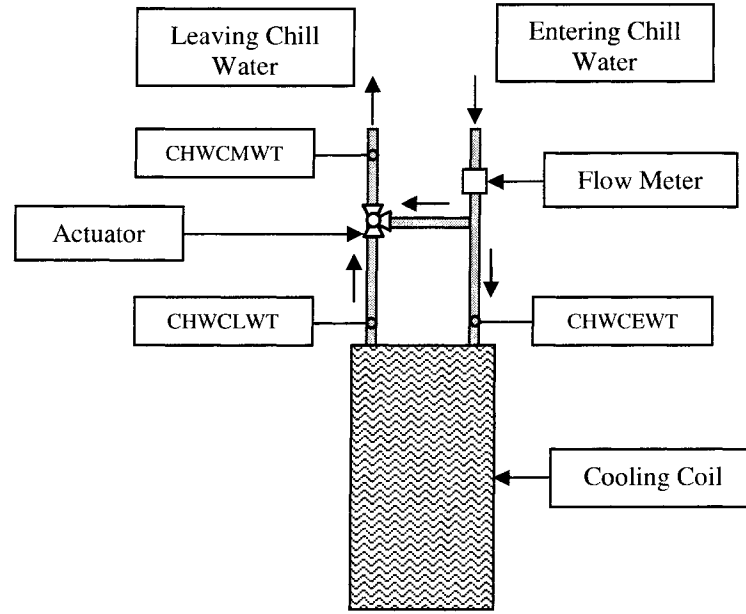 Leaving Chill
Water
Entering Chill
Water
CHWCMWT
Flow Meter
Actuator
CHWCLWT
CHWCEWT
Cooling Coil